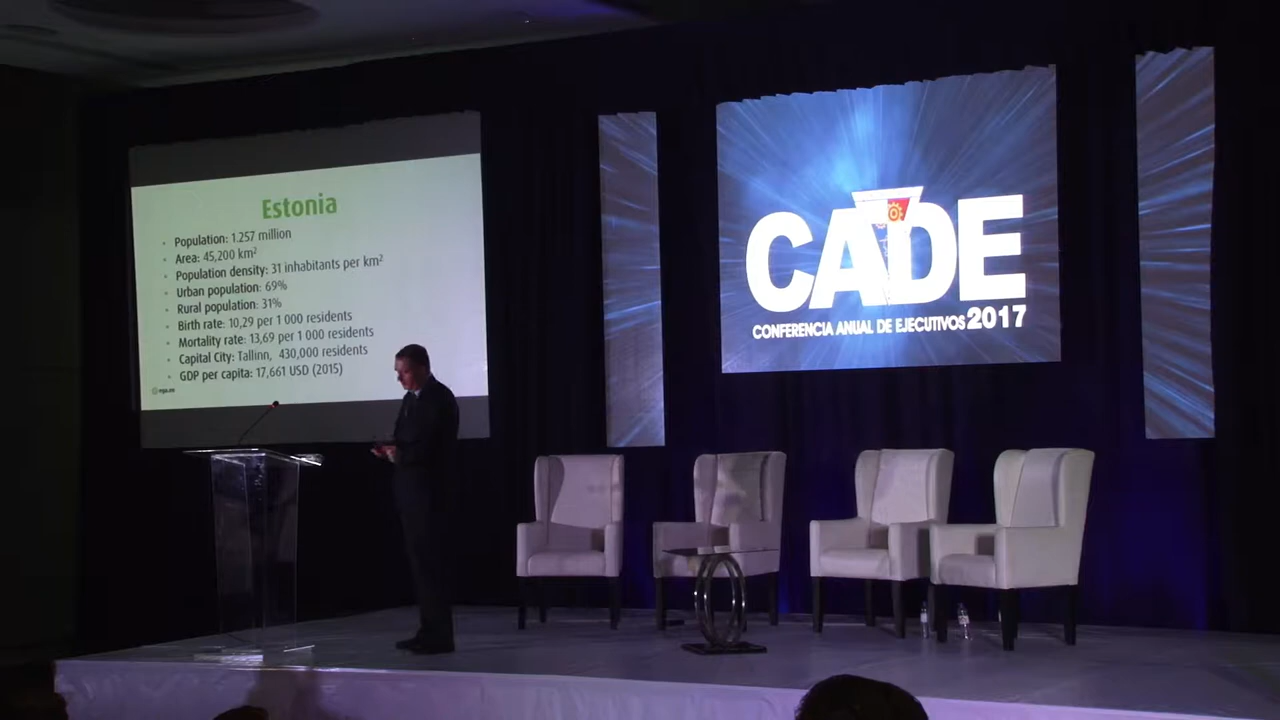 Estonia
Population: 1.257 million
Area: 45,200 km²
Population density: 31 inhabitants per km²
Urban population: 69%
Rural population: 31%
Birth rate: 10,29 per 1 000 residents
Mortality rate: 13,69 per 1 000 residents
Capital City: Tallinn, 430,000 residents
GDP per capita: 17,661 USD (2015)
ega.ee
CADE
CONFERENCIA ANUAL DE EJECUTIVOS 2017